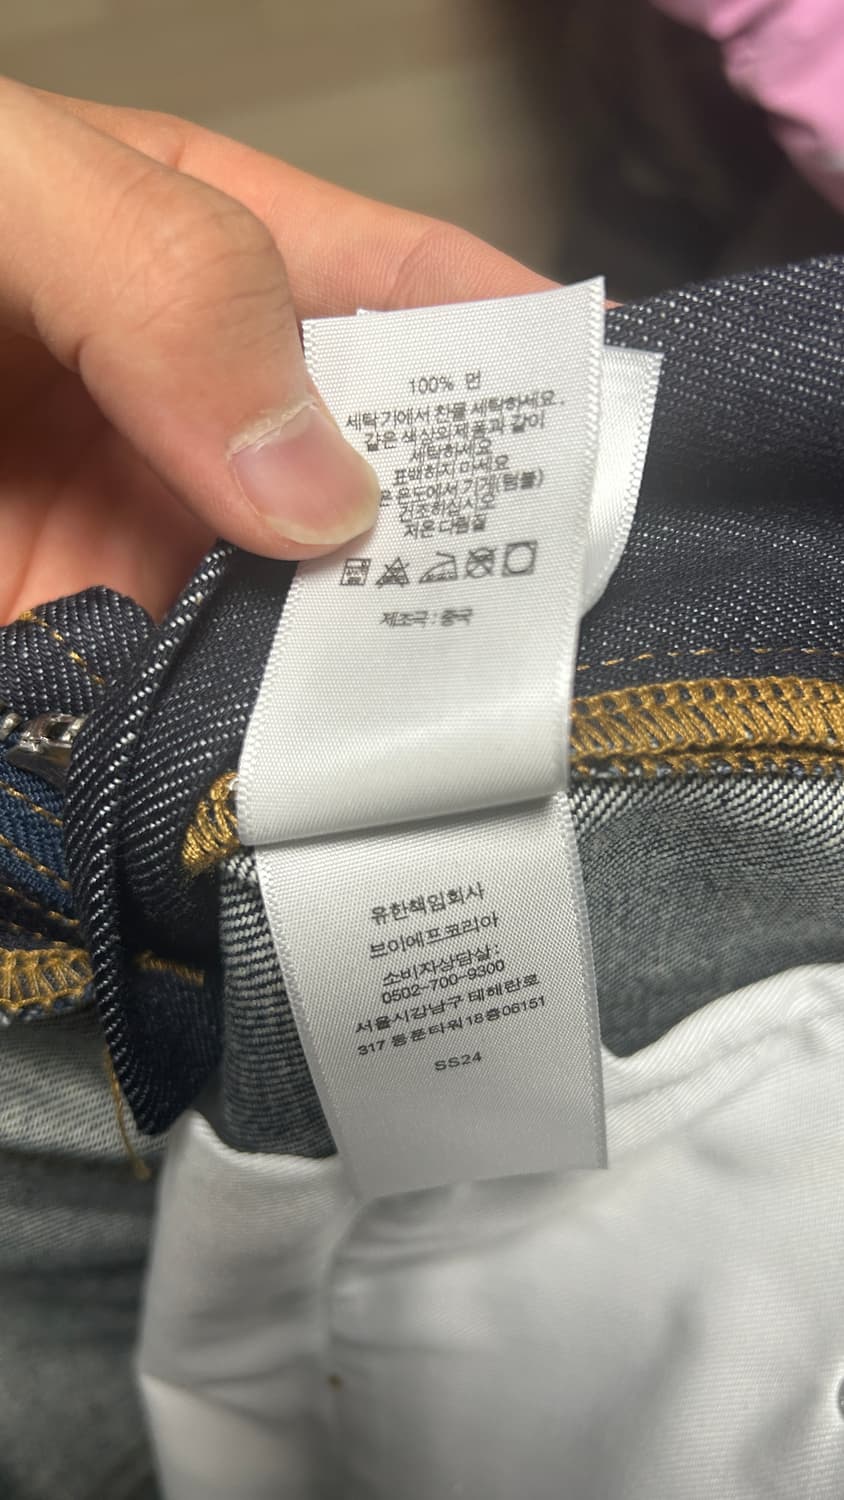 100% 면
세탁기에서 찬물 세탁하세요.
같은 색상의 제품과 같이
세탁하세요
표백하지 마세요
온도에서 기계(텀블)
건조하십시오
저온 다림질
제조국 : 중국
유한책임회사
브이에프코리아
소비자상담실:
0502-700-9300
서울시강남구 테헤란로
317 동훈타워18층06151
SS24